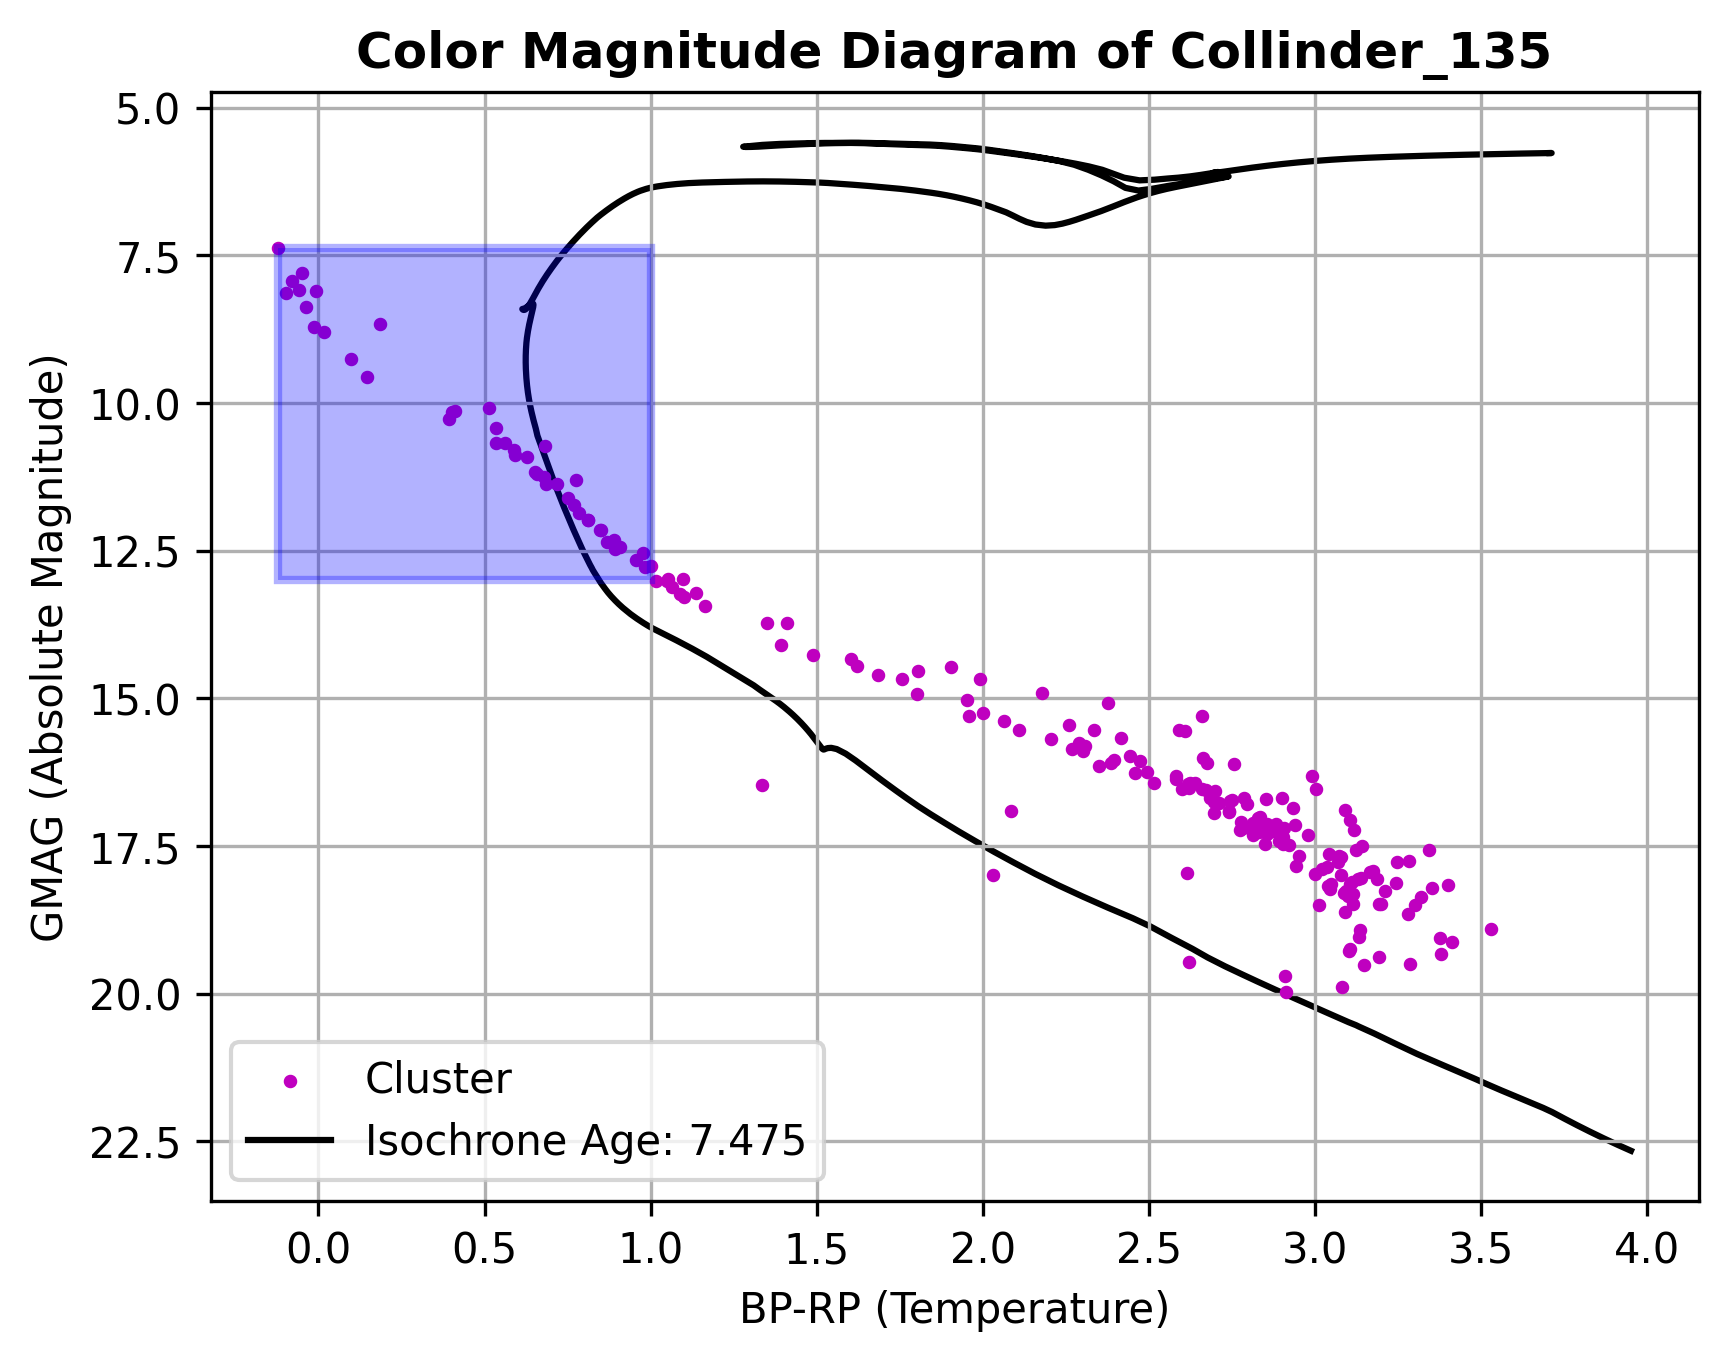 Color Magnitude Diagram of Collinder_135
GMAG (Absolute Magnitude)
5.0
7.5
10.0
12.5
15.0
17.5
20.0
22.5
Cluster
Isochrone Age: 7.475
0.0 0.5 1.0 1.5 2.0 2.5 3.0 3.5 4.0
BP-RP (Temperature)